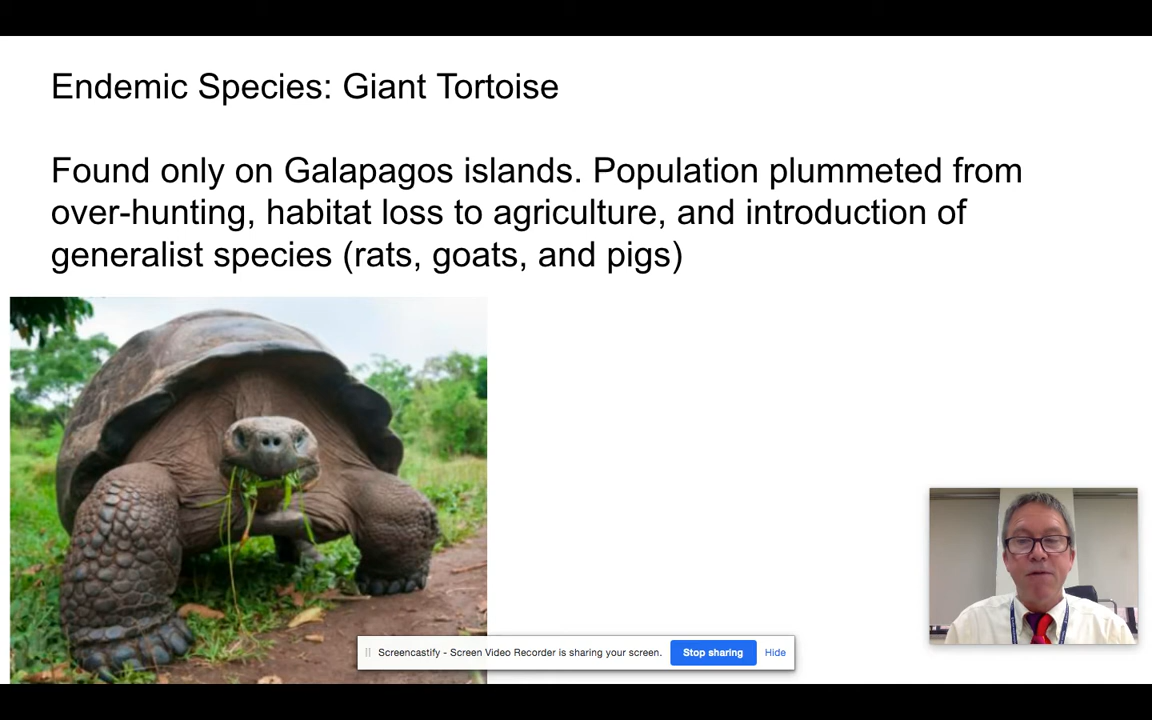 Endemic Species: Giant Tortoise
Found only on Galapagos islands. Population plummeted from
over-hunting, habitat loss to agriculture, and introduction of
generalist species (rats, goats, and pigs)
Screencastify - Screen Video Recorder is sharing your screen. Stop sharing Hide